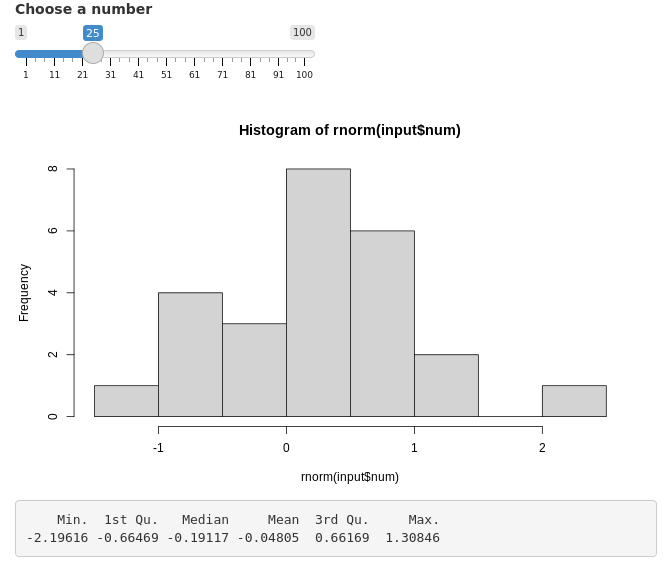 Choose a number
1 25 100
1 11 21 31 41 51 61 71 81 91 100
Histogram of rnorm(input$num)
8
6
4
2
0
Frequency
-1 0 1 2
rnorm(input$num)
Min. 1st Qu. Median Mean 3rd Qu. Max.
-2.19616 -0.66469 -0.19117 -0.04805 0.66169 1.30846